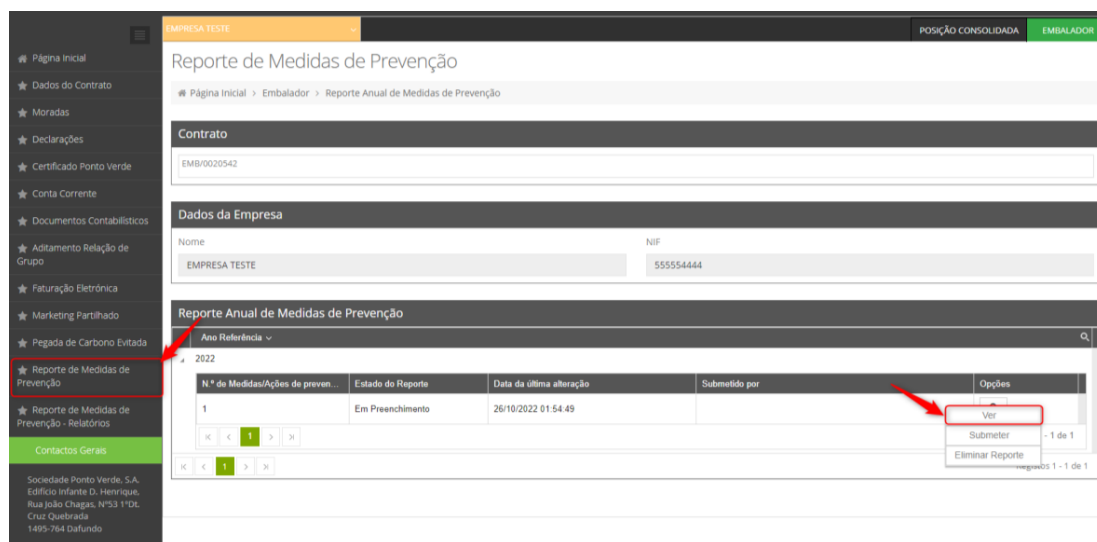 EMPRESA TESTE
POSIÇÃO CONSOLIDADA
EMBALADOR
Página Inicial
Dados do Contrato
Moradas
Declarações
Certificado Ponto Verde
Conta Corrente
Documentos Contabilísticos
Aditamento Relação de
Grupo
Faturação Eletrónica
Marketing Partilhado
Pegada de Carbono Evitada
Reporte de Medidas de
Prevenção
Reporte de Medidas de
Prevenção - Relatórios
Contactos Gerais
Sociedade Ponto Verde, S.A.
Edifício Infante D. Henrique,
Rua João Chagas, Nº53 1ºDt.
Cruz Quebrada
1495-764 Dafundo
Reporte de Medidas de Prevenção
Página Inicial > Embalador > Reporte Anual de Medidas de Prevenção
Contrato
EMB/0020542
Dados da Empresa
Nome
NIF
EMPRESA TESTE
555554444
Reporte Anual de Medidas de Prevenção
Ano Referência
2022
N.º de Medidas/Ações de preven... Estado do Reporte Data da última alteração Submetido por Opções
1 Em Preenchimento 26/10/2022 01:54:49
Ver
Submeter
Eliminar Reporte
1
- 1 de 1
1
1 - 1 de 1